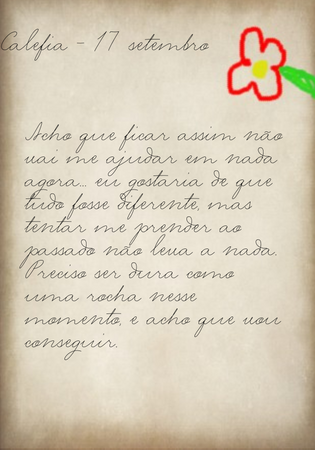 Calefia - 17 setembro
Acho que ficar assim não
vai me ajudar em nada
agora... eu gostaria de que
tudo fosse diferente, mas
tentar me prender ao
passado não leva a nada.
Preciso ser dura como
uma rocha nesse
momento, e acho que vou
conseguir.